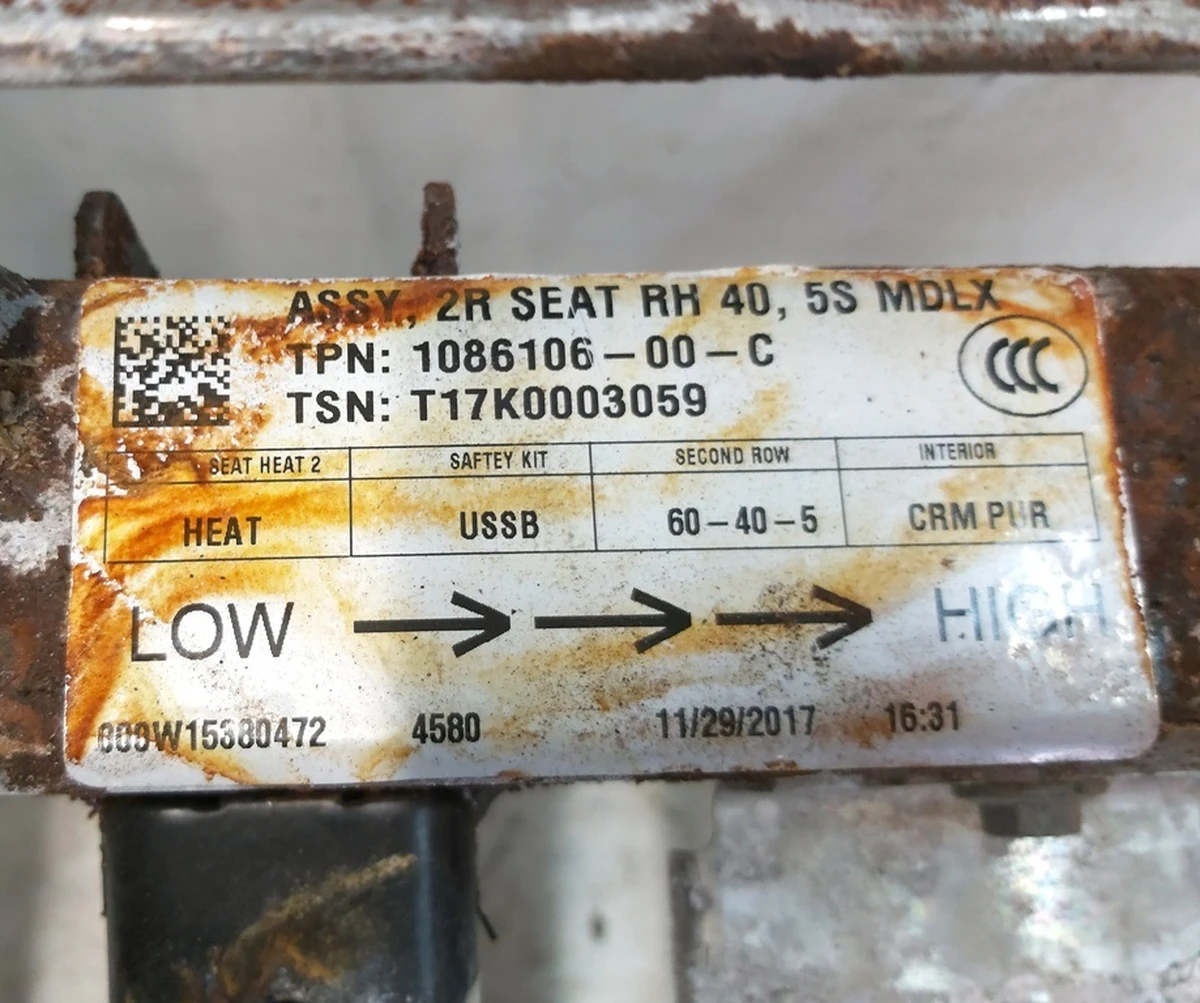 ASSY, 2R SEAT RH 40, 5S MDLX
TPN: 1086106-00-C
CCC
TSN: T17K0003059
SEAT HEAT 2 SAFTEY KIT SECOND ROW INTERIOR
HEAT USSB 60-40-5 CRM PUR
LOW HIGH
4580 11/29/2017 16:31